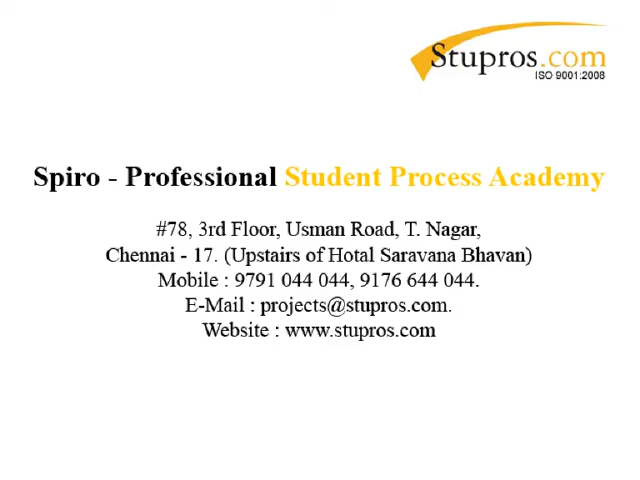 Stupros.com
ISO 9001:2008
Spiro - Professional Student Process Academy
#78, 3rd Floor, Usman Road, T. Nagar,
Chennai - 17. (Upstairs of Hotal Saravana Bhavan)
Mobile : 9791 044 044, 9176 644 044.
E-Mail : projects@stupros.com.
Website : www.stupros.com